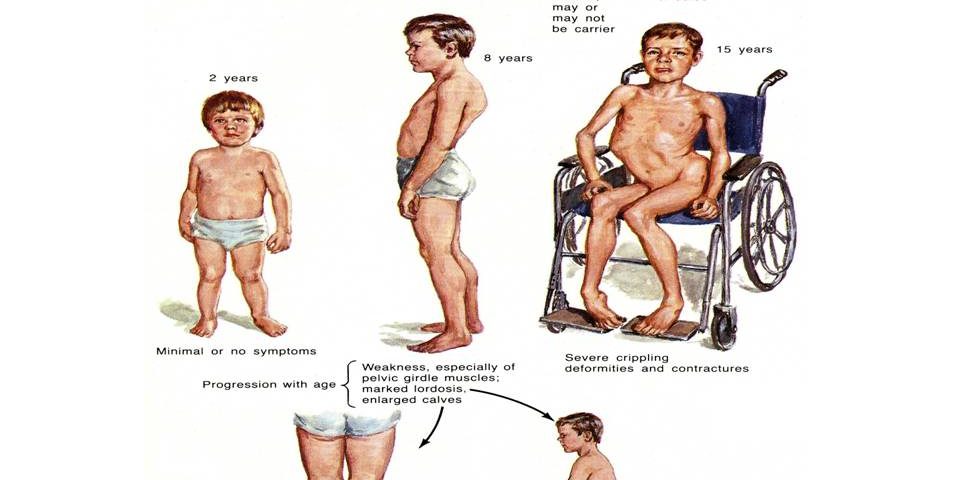 may or
may not
be carrier
15 years
8 years
2 years
Minimal or no symptoms
Severe crippling
deformities and contractures
Progression with age
Weakness, especially of
pelvic girdle muscles;
marked lordosis,
enlarged calves